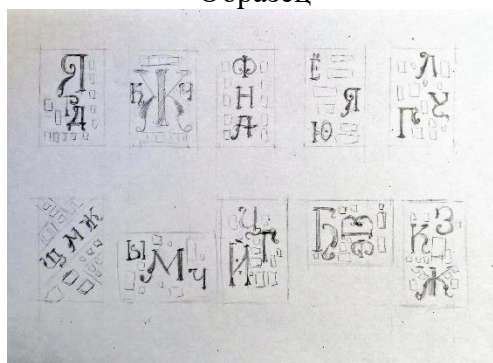 Образец
Я
Р
Д
К Ж Ч
Ф
Н
А
Ё
Я
Ю
Л
Г У
Щ М Ж
Ы М Ч
Ц
Й Г
Б
К З
Ж